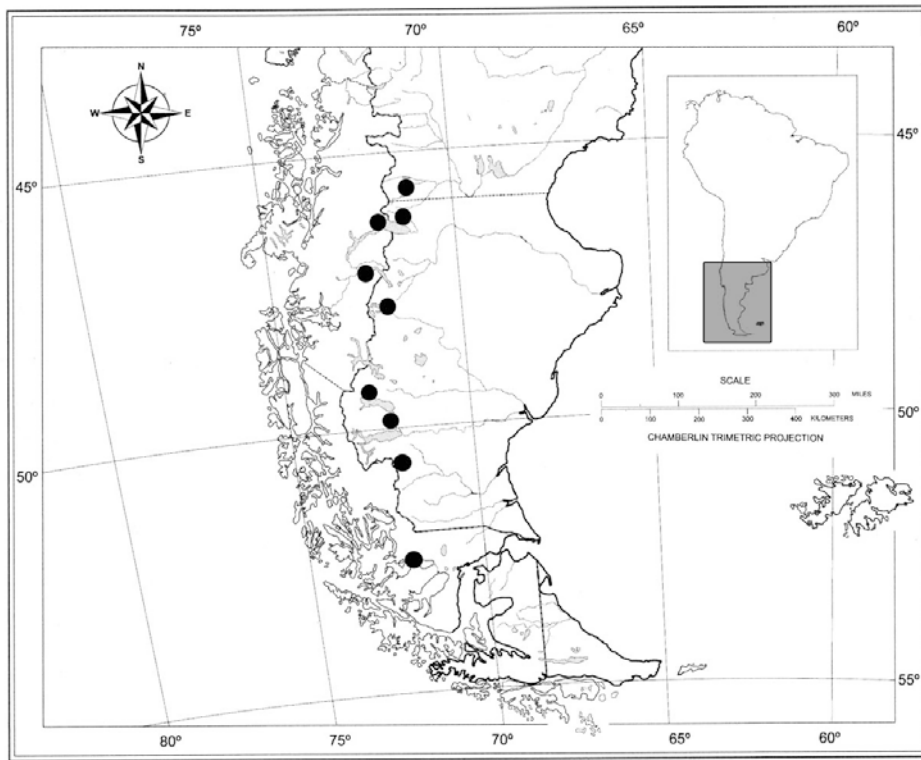 75º 70º 65º 60º
N
W E
S
45º
45º
SCALE
0 100 200 300 MILES
0 100 200 300 400 KILOMETERS
50º
CHAMBERLIN TRIMETRIC PROJECTION
50º
55º
80º 75º 70º 65º 60º